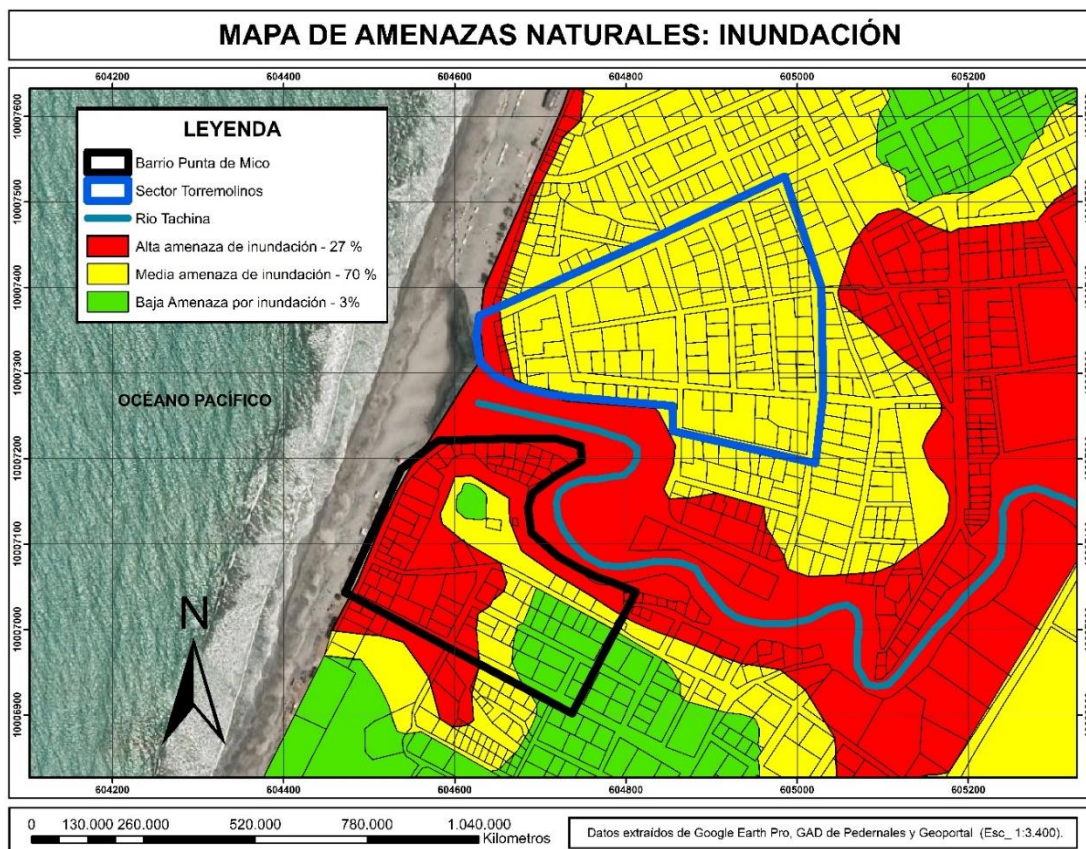 MAPA DE AMENAZAS NATURALES: INUNDACIÓN
604200 604400 604600 604800 605000 605200
10007600
10007500
10007400
10007300
10007200
10007100
10007000
10006900
LEYENDA
Barrio Punta de Mico
Sector Torremolinos
Rio Tachina
Alta amenaza de inundación - 27 %
Media amenaza de inundación - 70 %
Baja Amenaza por inundación - 3%
OCÉANO PACÍFICO
N
604200 604400 604600 604800 605000 605200
0 130.000 260.000 520.000 780.000 1.040.000
Kilometros
Datos extraídos de Google Earth Pro, GAD de Pedernales y Geoportal (Esc_ 1:3.400).